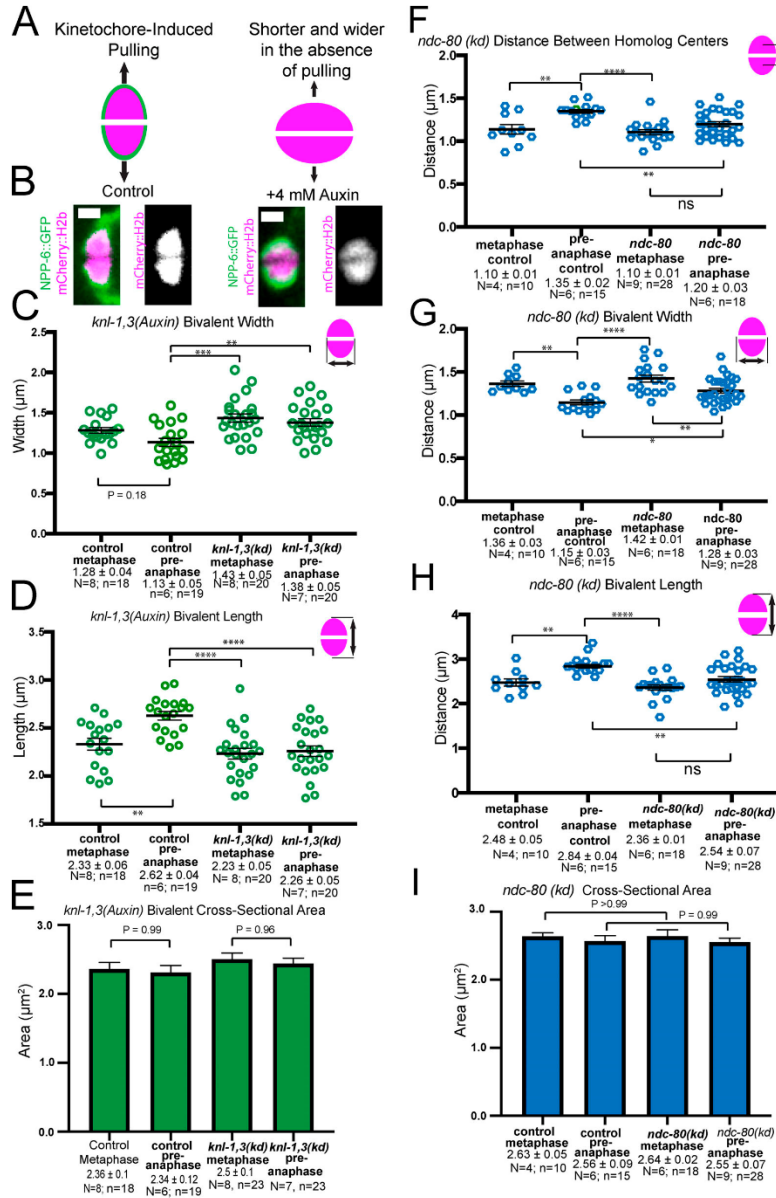 A
Kinetochore-Induced
Pulling
Shorter and wider
in the absence
of pulling
B
Control
+4 mM Auxin
NPP-6::GFP
mCherry::H2b
mCherry::H2b
NPP-6::GFP
mCherry::H2b
mCherry::H2b
C
knl-1,3(Auxin) Bivalent Width
Width (µm)
2.5
2.0
1.5
1.0
0.5
0.0
**
***
P = 0.18
control
metaphase
1.28 ± 0.04
N=8; n=18
control
pre-
anaphase
1.13 ± 0.05
n=6; n=19
knl-1,3(kd)
metaphase
1.43 ± 0.05
N=8; n=20
knl-1,3(kd)
pre-
anaphase
1.38 ± 0.05
N=7; n=20
D
knl-1,3(Auxin) Bivalent Length
Length (µm)
3.5
3.0
2.5
2.0
1.5
****
****
**
control
metaphase
2.33 ± 0.06
N=8; n=18
control
pre-
anaphase
2.62 ± 0.04
n=6; n=19
knl-1,3(kd)
metaphase
2.23 ± 0.05
N= 8; n=20
knl-1,3(kd)
pre-
anaphase
2.26 ± 0.05
N=7; n=20
E
knl-1,3(Auxin) Bivalent Cross-Sectional Area
Area (µm²)
3.0
2.0
1.0
0.0
P = 0.99
P = 0.96
Control
Metaphase
2.36 ± 0.1
N=8; n=18
control
pre-
anaphase
2.34 ± 0.12
N=6; n=19
knl-1,3(kd)
metaphase
2.5 ± 0.1
N=8, n=23
knl-1,3(kd)
pre-
anaphase
N=7, n=23
F
ndc-80 (kd) Distance Between Homolog Centers
Distance (µm)
2.0
1.5
1.0
0.5
0.0
**
****
**
ns
metaphase
control
1.10 ± 0.01
N=4; n=10
pre-
anaphase
control
1.35 ± 0.02
N=6; n=15
ndc-80
metaphase
1.10 ± 0.01
N=9; n=28
ndc-80
pre-
anaphase
1.20 ± 0.03
N=6; n=18
G
ndc-80 (kd) Bivalent Width
Distance (µm)
2.0
1.5
1.0
0.5
0.0
**
****
**
*
metaphase
control
1.36 ± 0.03
N=4; n=10
pre-
anaphase
control
1.15 ± 0.03
N=6; n=15
ndc-80
metaphase
1.42 ± 0.01
N=6; n=18
ndc-80
pre-
anaphase
1.28 ± 0.03
N=9; n=28
H
ndc-80 (kd) Bivalent Length
Distance (µm)
4
3
2
1
0
**
****
**
ns
metaphase
control
2.48 ± 0.05
N=4; n=10
pre-
anaphase
control
2.84 ± 0.04
N=6; n=15
ndc-80(kd)
metaphase
2.36 ± 0.01
N=6; n=18
ndc-80(kd)
pre-
anaphase
2.54 ± 0.07
N=9; n=28
I
ndc-80 (kd) Cross-Sectional Area
Area (µm²)
3.0
2.0
1.0
0.0
P >0.99
P = 0.99
control
metaphase
2.63 ± 0.05
N=4; n=10
control
pre-
anaphase
2.56 ± 0.09
N=6; n=15
ndc-80(kd)
metaphase
2.64 ± 0.02
N=6; n=18
ndc-80(kd)
pre-
anaphase
2.55 ± 0.07
N=9; n=28